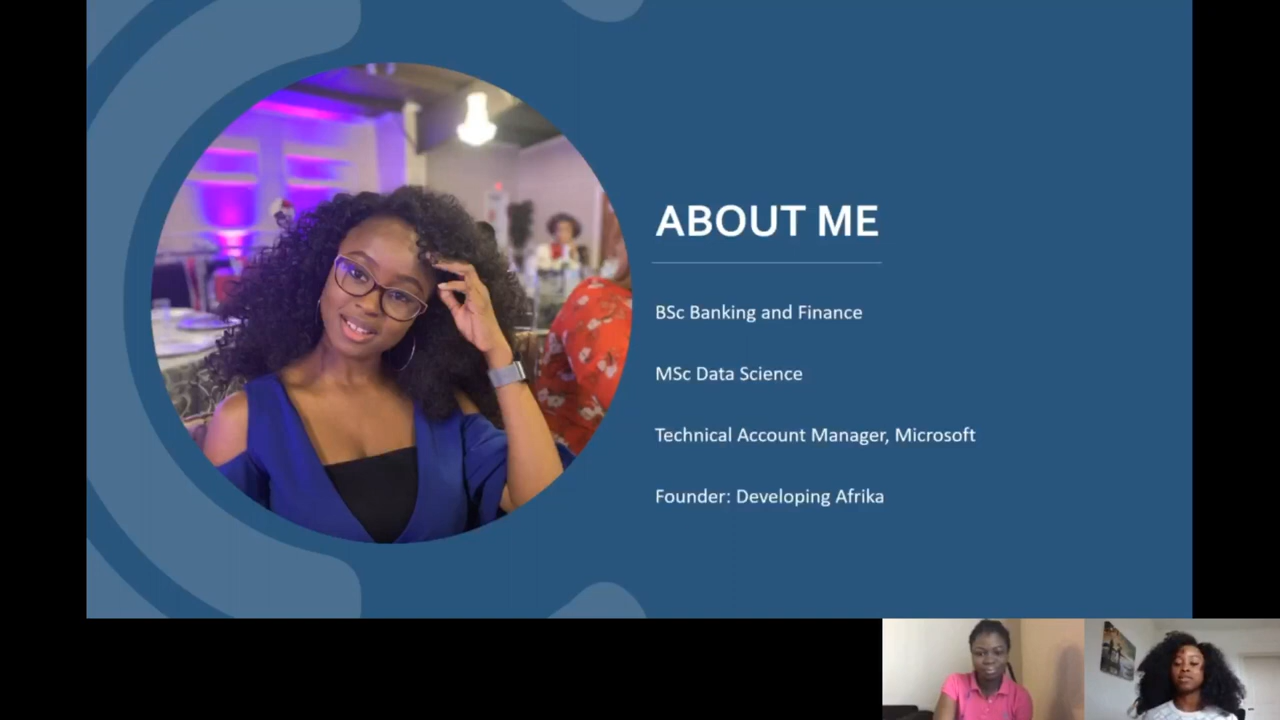 ABOUT ME
BSc Banking and Finance
MSc Data Science
Technical Account Manager, Microsoft
Founder: Developing Afrika